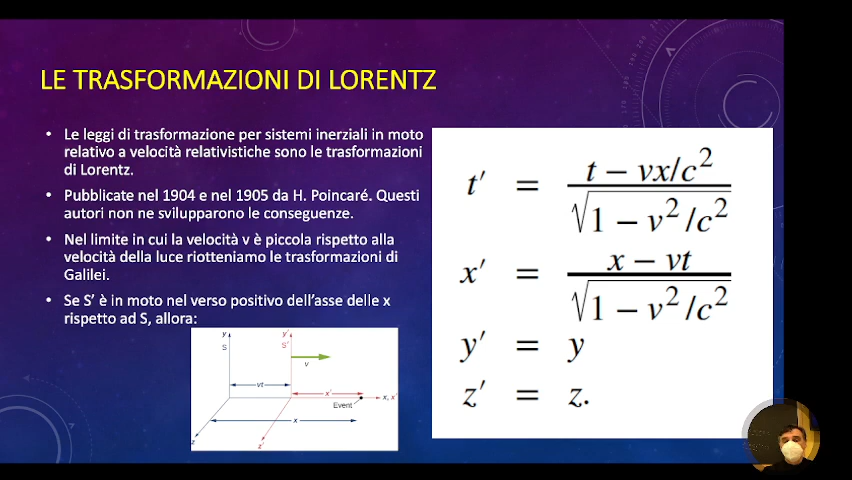 LE TRASFORMAZIONI DI LORENTZ
• Le leggi di trasformazione per sistemi inerziali in moto
relativo a velocità relativistiche sono le trasformazioni
di Lorentz.
• Pubblicate nel 1904 e nel 1905 da H. Poincaré. Questi
autori non ne svilupparono le conseguenze.
• Nel limite in cui la velocità v è piccola rispetto alla
velocità della luce riotteniamo le trasformazioni di
Galilei.
• Se S’ è in moto nel verso positivo dell’asse delle x
rispetto ad S, allora:
y y'
S S'
v
vt x'
x, x'
Event
x
z z'
t' = (t − vx/c²) / √(1 − v²/c²)
x' = (x − vt) / √(1 − v²/c²)
y' = y
z' = z.